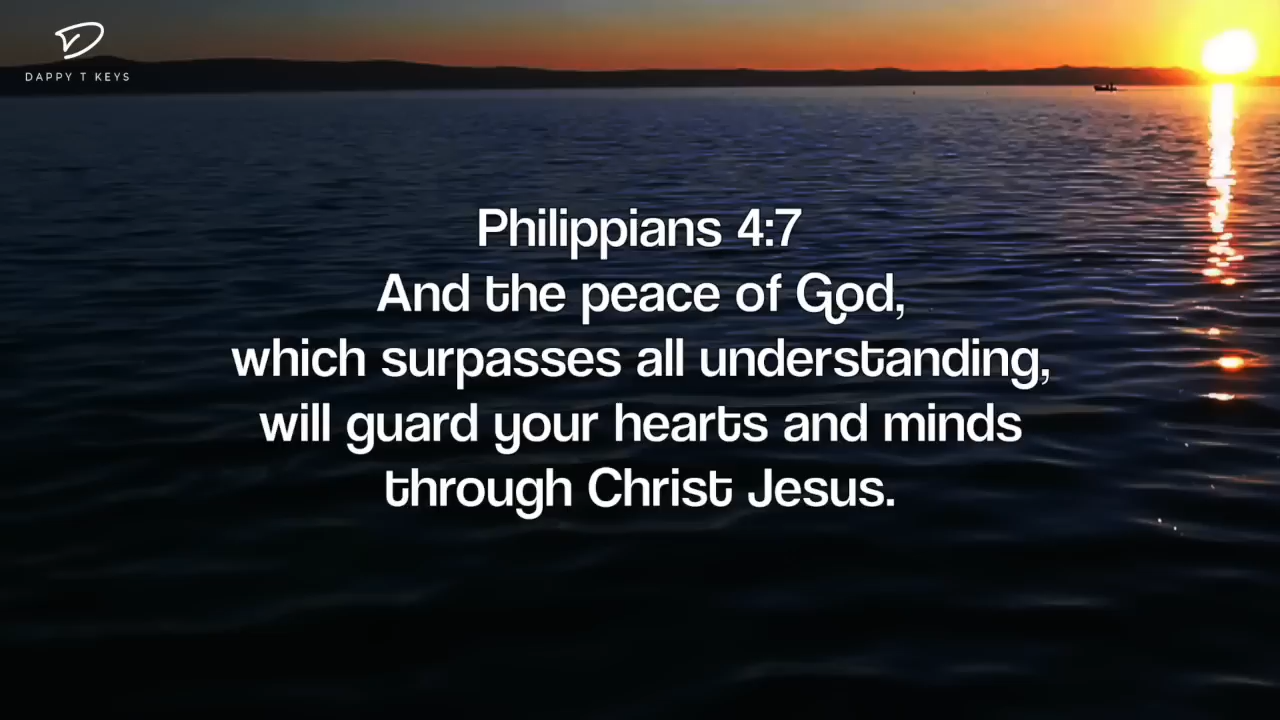 DAPPY T KEYS
Philippians 4:7
And the peace of God,
which surpasses all understanding,
will guard your hearts and minds
through Christ Jesus.